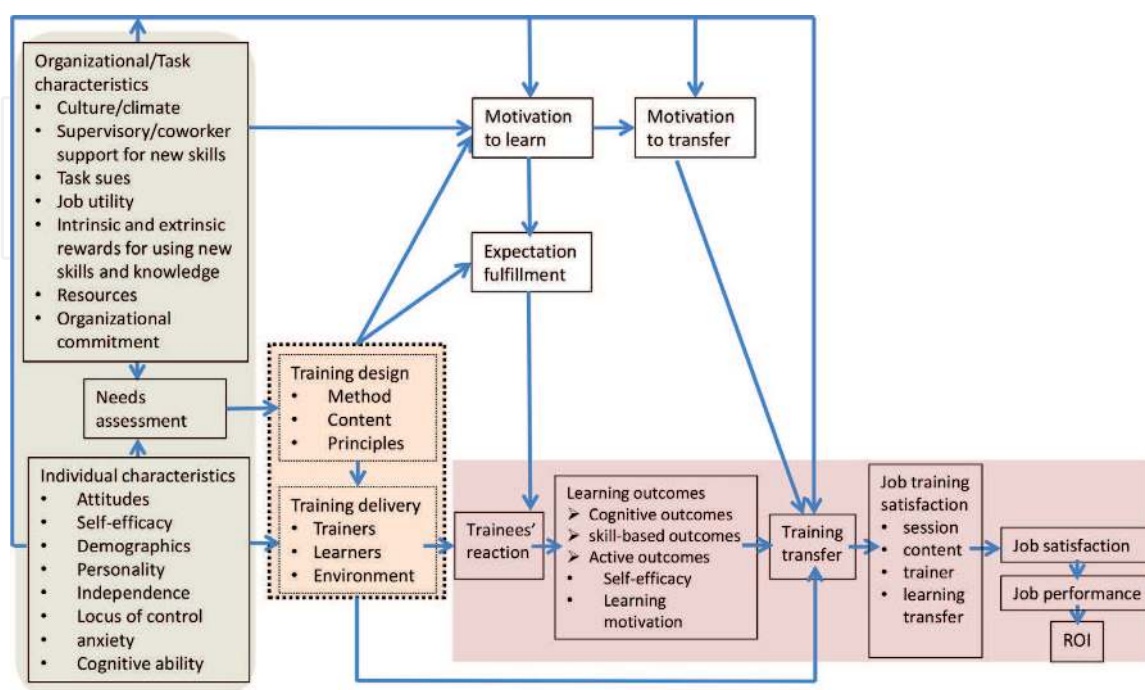 Organizational/Task
characteristics
• Culture/climate
• Supervisory/coworker
support for new skills
• Task sues
• Job utility
• Intrinsic and extrinsic
rewards for using new
skills and knowledge
• Resources
• Organizational
commitment
Needs
assessment
Individual characteristics
• Attitudes
• Self-efficacy
• Demographics
• Personality
• Independence
• Locus of control
• anxiety
• Cognitive ability
Training design
• Method
• Content
• Principles
Training delivery
• Trainers
• Learners
• Environment
Motivation
to learn
Motivation
to transfer
Expectation
fulfillment
Trainees'
reaction
Learning outcomes
➢ Cognitive outcomes
➢ skill-based outcomes
➢ Active outcomes
• Self-efficacy
• Learning
motivation
Training
transfer
Job training
satisfaction
• session
• content
• trainer
• learning
transfer
Job satisfaction
Job performance
ROI